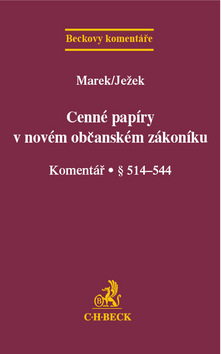 Beckovy komentáře
Marek/Ježek
Cenné papíry
v novém občanském zákoníku
Komentář • § 514–544
C·H·BECK